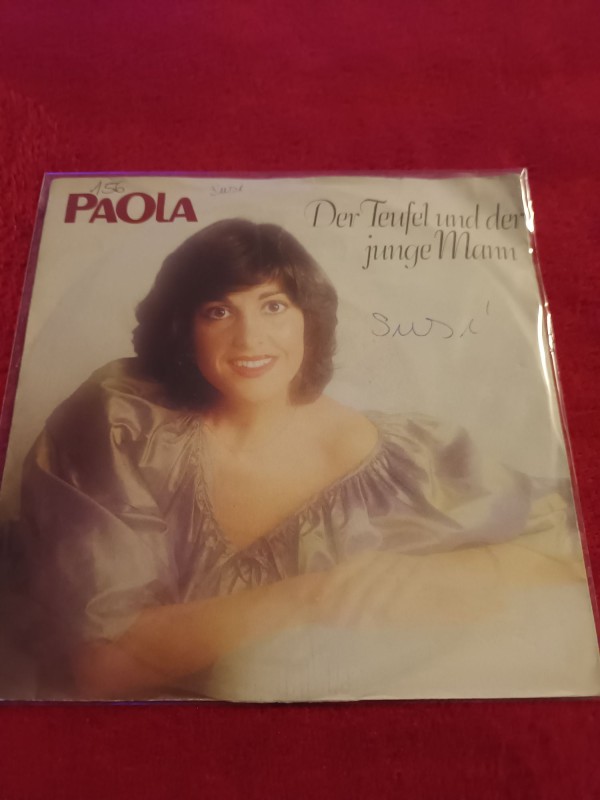 156
susi
PAOLA
Der Teufel und der
junge Mann
susi